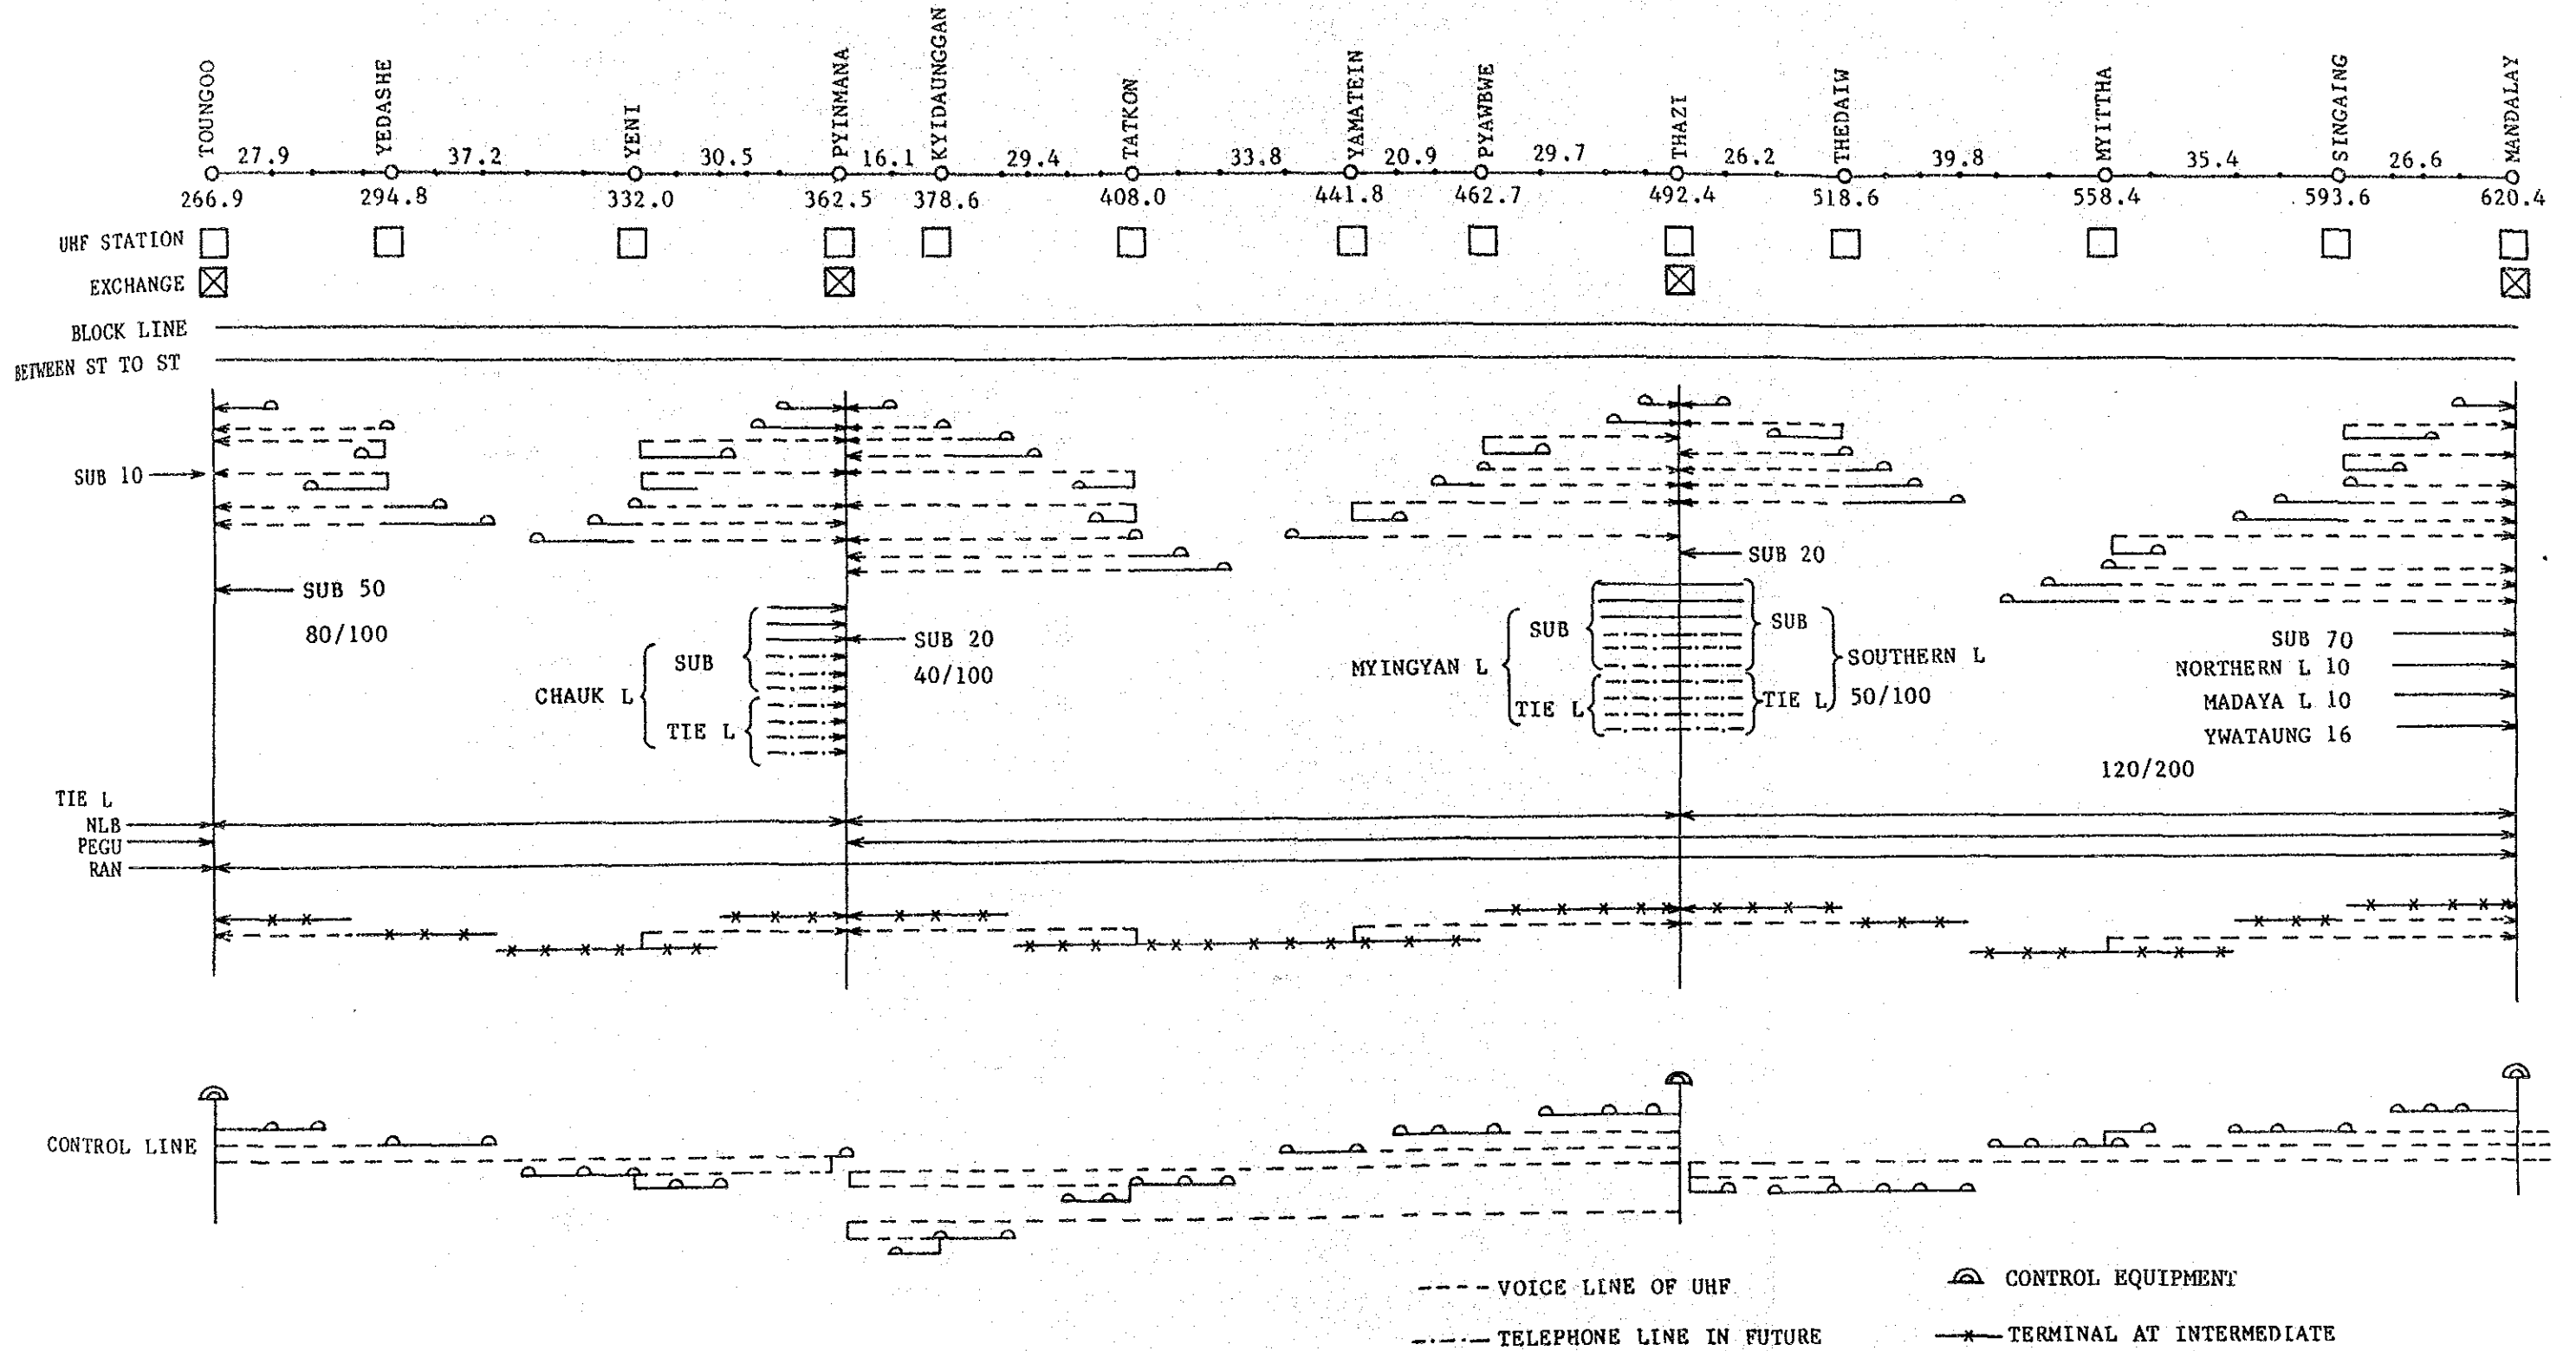 TOUNGOO
YEDASHE
YENI
PYINMANA
KYIDAUNGGAN
TATKON
YAMATEIN
PYAWBWE
THAZI
THEDAIW
MYITTHA
SINGAING
MANDALAY
27.9 37.2 30.5 16.1 29.4 33.8 20.9 29.7 26.2 39.8 35.4 26.6
266.9 294.8 332.0 362.5 378.6 408.0 441.8 462.7 492.4 518.6 558.4 593.6 620.4
UHF STATION
EXCHANGE
BLOCK LINE
BETWEEN ST TO ST
SUB 10
SUB 50
80/100
CHAUK L
SUB
TIE L
SUB 20
40/100
MYINGYAN L
SUB
TIE L
SUB 20
SUB
TIE L
SOUTHERN L
50/100
SUB 70
NORTHERN L 10
MADAYA L 10
YWATAUNG 16
120/200
TIE L
NLB
PEGU
RAN
CONTROL LINE
VOICE LINE OF UHF
CONTROL EQUIPMENT
TELEPHONE LINE IN FUTURE
TERMINAL AT INTERMEDIATE